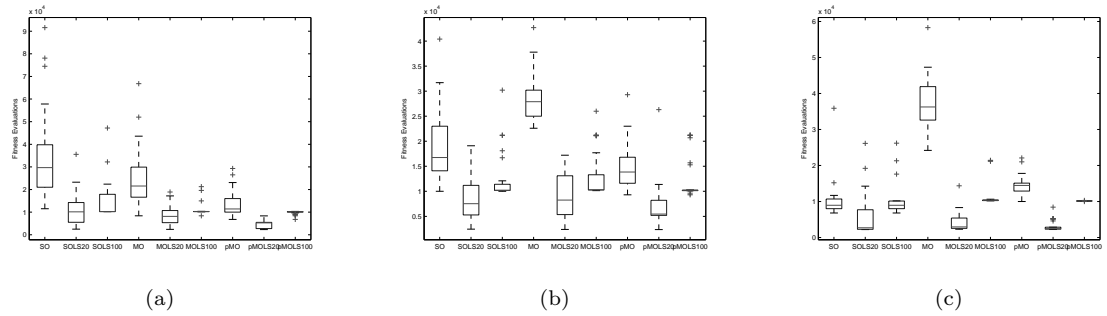 x 10^4
9
8
7
6
5
4
3
2
1
0
Fitness Evaluations
SO SOLS20 SOLS100 MO MOLS20 MOLS100 pMO pMOLS20 pMOLS100
(a)
x 10^4
4
3.5
3
2.5
2
1.5
1
0.5
Fitness Evaluations
SO SOLS20 SOLS100 MO MOLS20 MOLS100 pMO pMOLS20 pMOLS100
(b)
x 10^4
6
5
4
3
2
1
0
Fitness Evaluations
SO SOLS20 SOLS100 MO MOLS20 MOLS100 pMO pMOLS20 pMOLS100
(c)